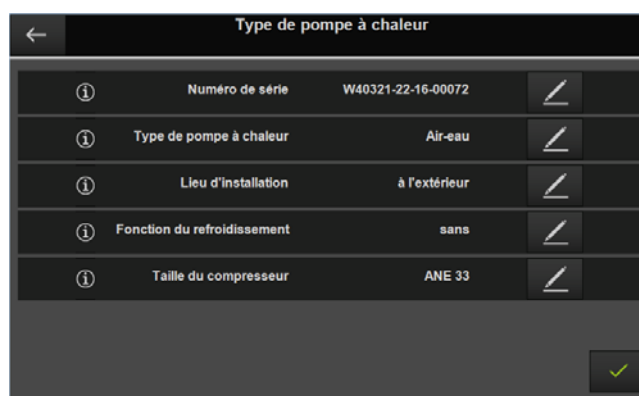 Type de pompe à chaleur
Numéro de série W40321-22-16-00072
Type de pompe à chaleur Air-eau
Lieu d'installation à l'extérieur
Fonction du refroidissement sans
Taille du compresseur ANE 33